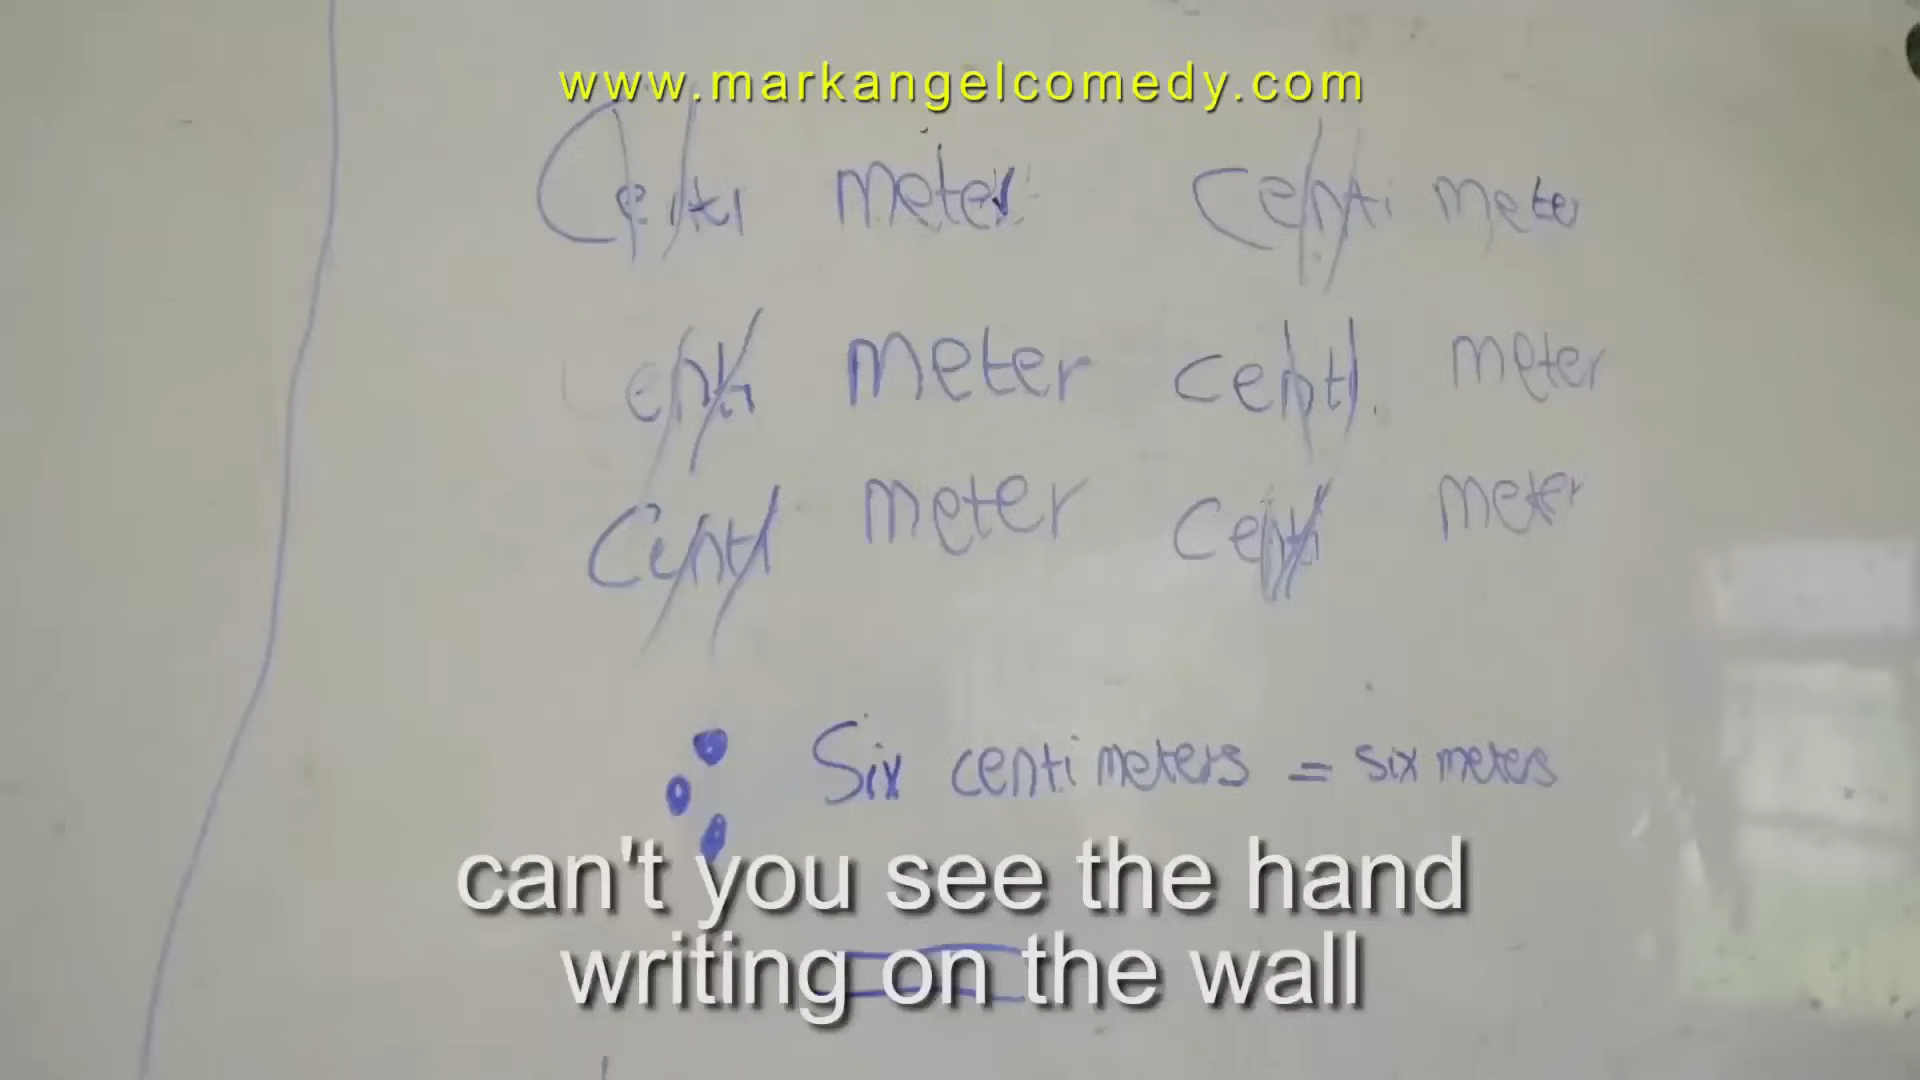 www.markangelcomedy.com
Centi meter centi meter
centi meter centi meter
Centi meter Centi meter
Six centimeters = six meters
can't you see the hand
writing on the wall